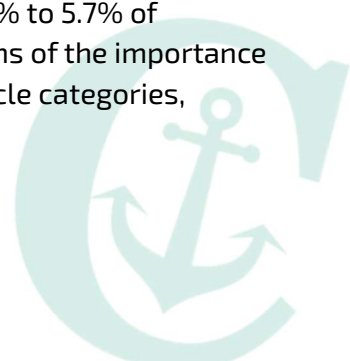 % to 5.7% of
ns of the importance
cle categories,